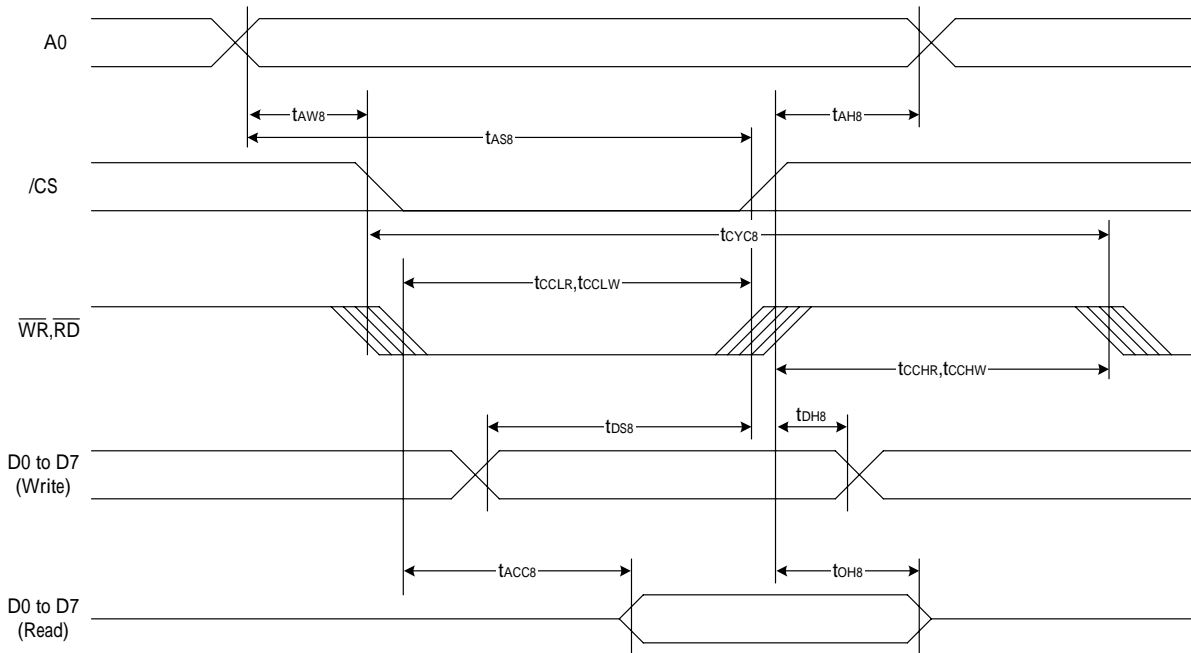 A0
tAW8
tAH8
tAS8
/CS
tCYC8
tCCLR,tCCLW
WR,RD
tCCHR,tCCHW
tDH8
tDS8
D0 to D7
(Write)
tACC8
tOH8
D0 to D7
(Read)